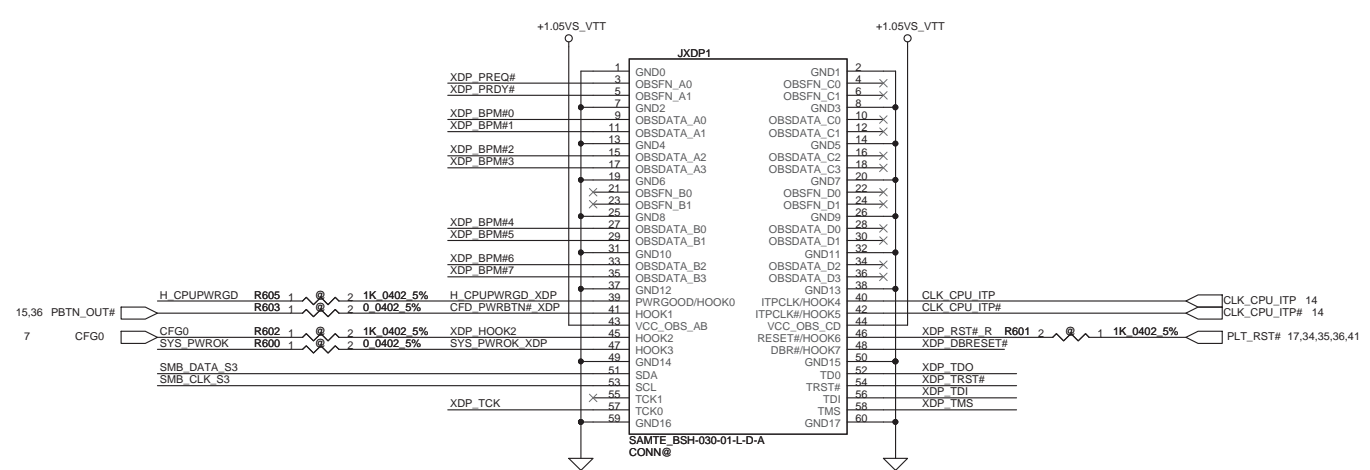 +1.05VS_VTT +1.05VS_VTT
JXDP1
1 GND0 GND1 2
XDP_PREQ# 3 OBSFN_A0 OBSFN_C0 4
XDP_PRDY# 5 OBSFN_A1 OBSFN_C1 6
7 GND2 GND3 8
XDP_BPM#0 9 OBSDATA_A0 OBSDATA_C0 10
XDP_BPM#1 11 OBSDATA_A1 OBSDATA_C1 12
13 GND4 GND5 14
XDP_BPM#2 15 OBSDATA_A2 OBSDATA_C2 16
XDP_BPM#3 17 OBSDATA_A3 OBSDATA_C3 18
19 GND6 GND7 20
21 OBSFN_B0 OBSFN_D0 22
23 OBSFN_B1 OBSFN_D1 24
25 GND8 GND9 26
XDP_BPM#4 27 OBSDATA_B0 OBSDATA_D0 28
XDP_BPM#5 29 OBSDATA_B1 OBSDATA_D1 30
31 GND10 GND11 32
XDP_BPM#6 33 OBSDATA_B2 OBSDATA_D2 34
XDP_BPM#7 35 OBSDATA_B3 OBSDATA_D3 36
37 GND12 GND13 38
H_CPUPWRGD R605 1 @ 2 1K_0402_5% H_CPUPWRGD_XDP 39 PWRGOOD/HOOK0 ITPCLK/HOOK4 40 CLK_CPU_ITP CLK_CPU_ITP 14
15,36 PBTN_OUT# R603 1 @ 2 0_0402_5% CFD_PWRBTN#_XDP 41 HOOK1 ITPCLK#/HOOK5 42 CLK_CPU_ITP# CLK_CPU_ITP# 14
43 VCC_OBS_AB VCC_OBS_CD 44
7 CFG0 CFG0 R602 1 @ 2 1K_0402_5% XDP_HOOK2 45 HOOK2 RESET#/HOOK6 46 XDP_RST#_R R601 2 @ 1 1K_0402_5% PLT_RST# 17,34,35,36,41
SYS_PWROK R600 1 @ 2 0_0402_5% SYS_PWROK_XDP 47 HOOK3 DBR#/HOOK7 48 XDP_DBRESET#
49 GND14 GND15 50
SMB_DATA_S3 51 SDA TD0 52 XDP_TDO
SMB_CLK_S3 53 SCL TRST# 54 XDP_TRST#
55 TCK1 TDI 56 XDP_TDI
XDP_TCK 57 TCK0 TMS 58 XDP_TMS
59 GND16 GND17 60
SAMTE_BSH-030-01-L-D-A
CONN@